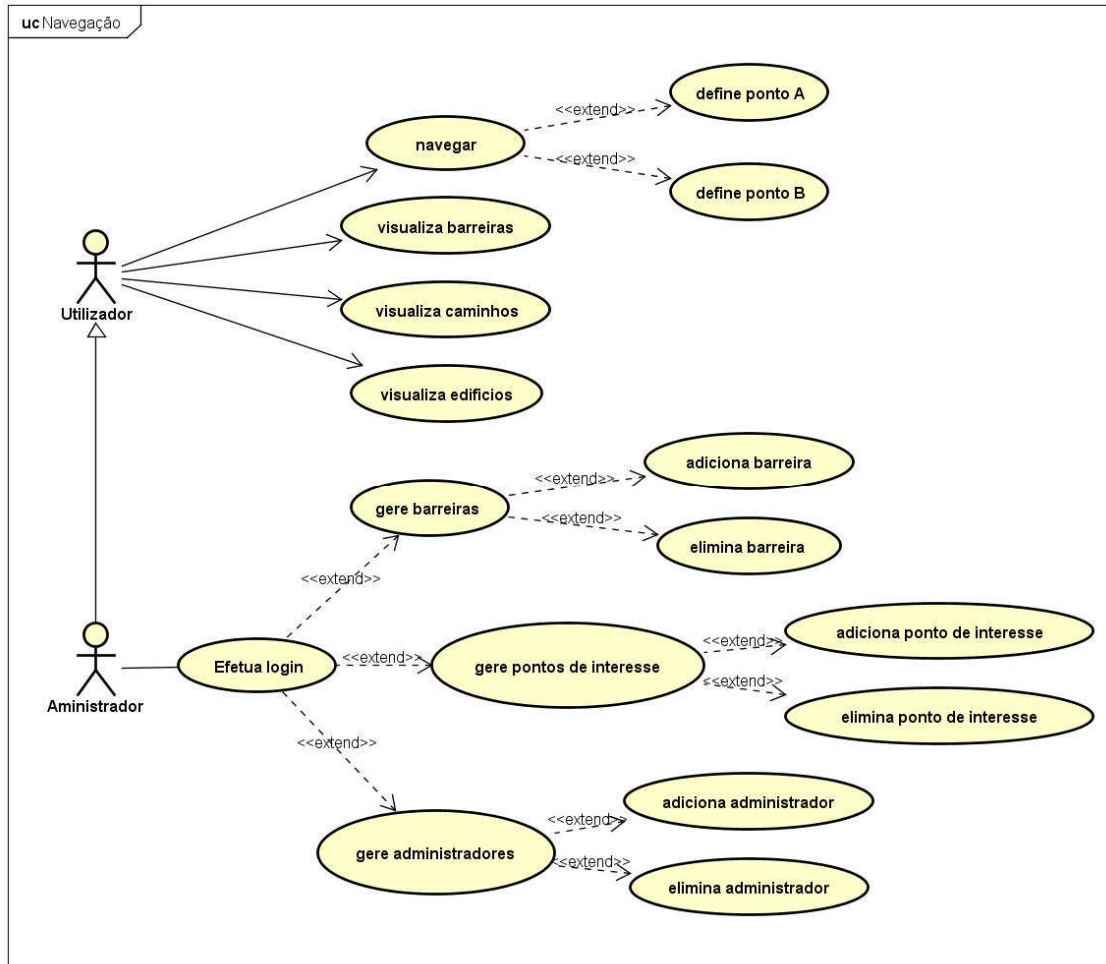 uc Navegação
define ponto A
<<extend>>
navegar
<<extend>>
define ponto B
visualiza barreiras
Utilizador
visualiza caminhos
visualiza edificios
adiciona barreira
<<extend>>
gere barreiras
<<extend>>
elimina barreira
<<extend>>
adiciona ponto de interesse
<<extend>>
Efetua login
<<extend>>
gere pontos de interesse
<<extend>>
Aministrador
elimina ponto de interesse
<<extend>>
adiciona administrador
<<extend>>
gere administradores
<<extend>>
elimina administrador